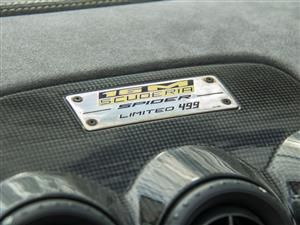 16M
SCUDERIA
SPIDER
LIMITED 499